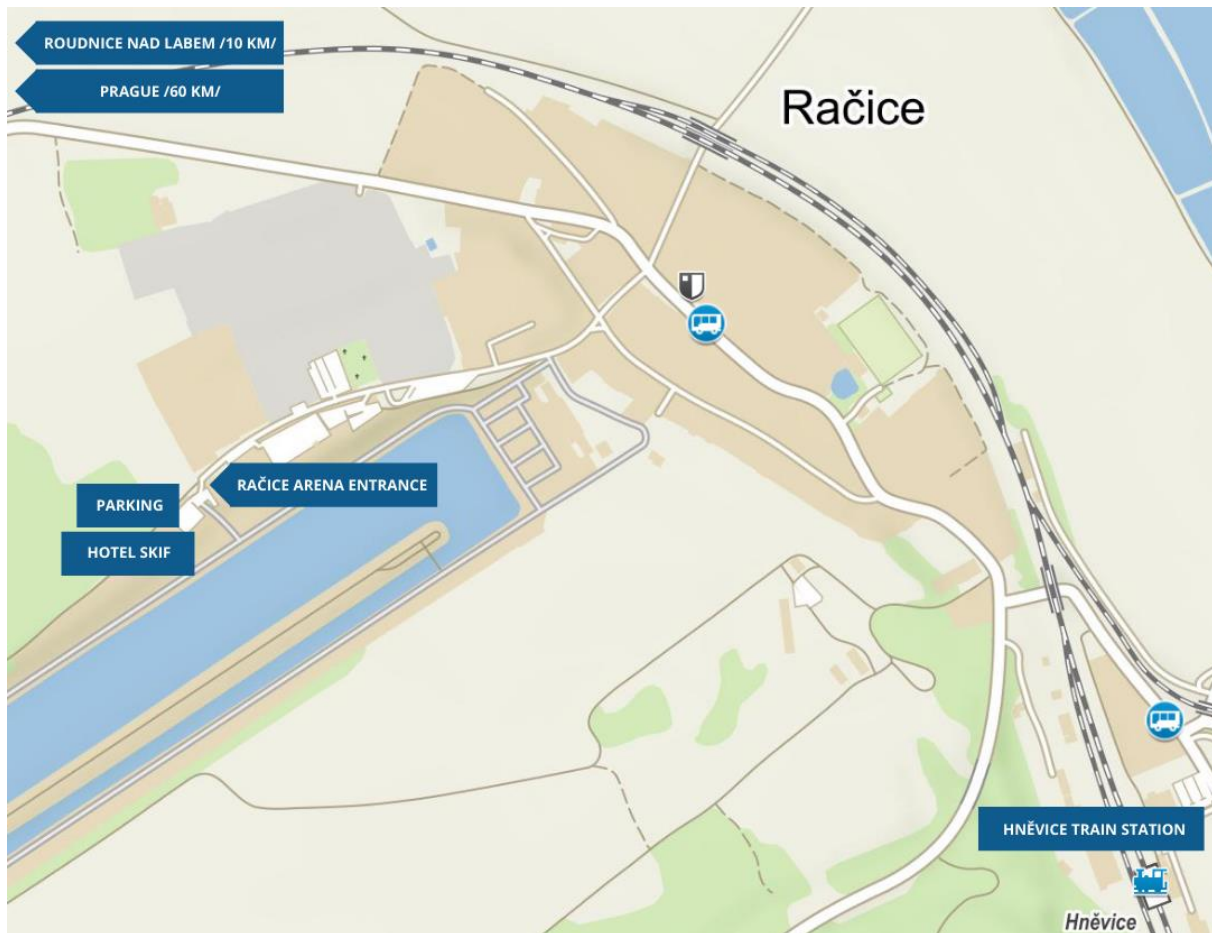 ROUDNICE NAD LABEM /10 KM/
PRAGUE /60 KM/
Račice
RAČICE ARENA ENTRANCE
PARKING
HOTEL SKIF
HNĚVICE TRAIN STATION
Hněvice